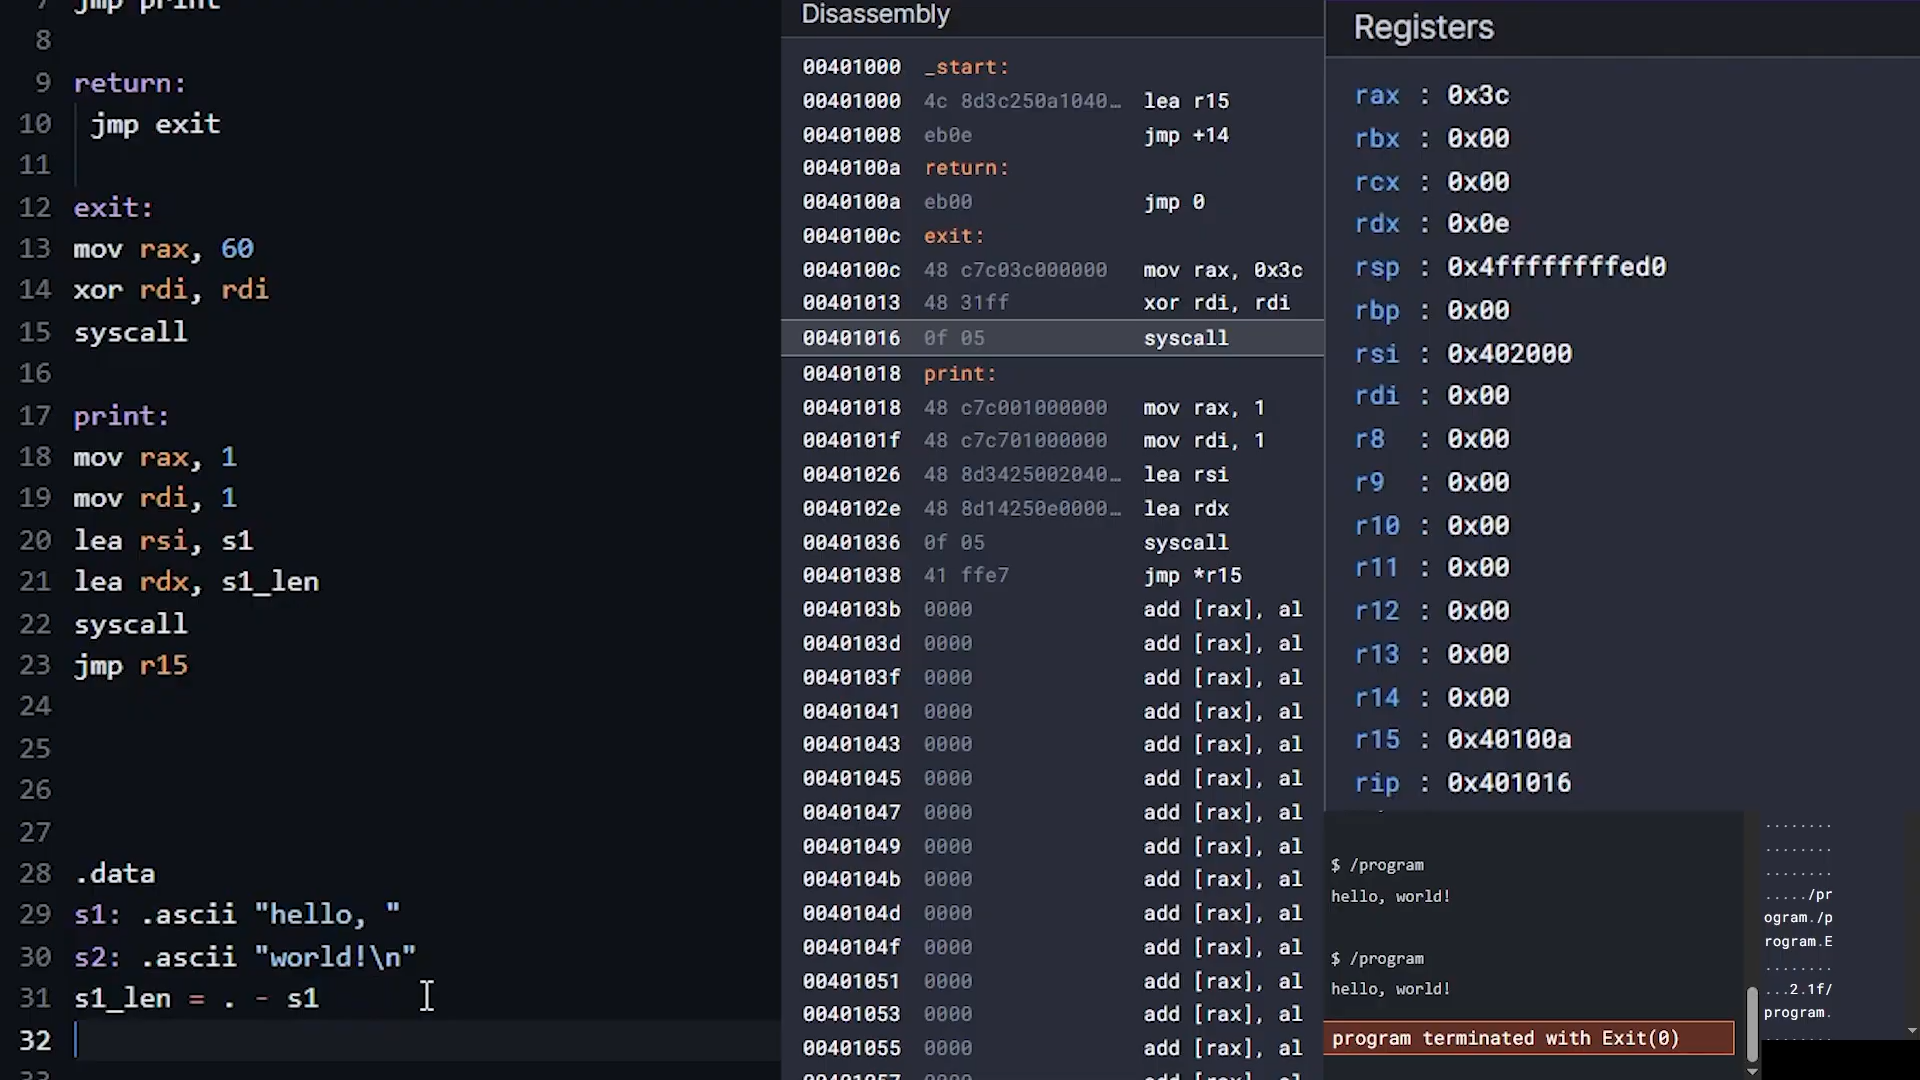 7 jmp print
8
9 return:
10 jmp exit
11
12 exit:
13 mov rax, 60
14 xor rdi, rdi
15 syscall
16
17 print:
18 mov rax, 1
19 mov rdi, 1
20 lea rsi, s1
21 lea rdx, s1_len
22 syscall
23 jmp r15
24
25
26
27
28 .data
29 s1: .ascii "hello, "
30 s2: .ascii "world!\n"
31 s1_len = . - s1
32
33
Disassembly
00401000 _start:
00401000 4c 8d3c250a1040… lea r15
00401008 eb0e jmp +14
0040100a return:
0040100a eb00 jmp 0
0040100c exit:
0040100c 48 c7c03c000000 mov rax, 0x3c
00401013 48 31ff xor rdi, rdi
00401016 0f 05 syscall
00401018 print:
00401018 48 c7c001000000 mov rax, 1
0040101f 48 c7c701000000 mov rdi, 1
00401026 48 8d3425002040… lea rsi
0040102e 48 8d14250e0000… lea rdx
00401036 0f 05 syscall
00401038 41 ffe7 jmp *r15
0040103b 0000 add [rax], al
0040103d 0000 add [rax], al
0040103f 0000 add [rax], al
00401041 0000 add [rax], al
00401043 0000 add [rax], al
00401045 0000 add [rax], al
00401047 0000 add [rax], al
00401049 0000 add [rax], al
0040104b 0000 add [rax], al
0040104d 0000 add [rax], al
0040104f 0000 add [rax], al
00401051 0000 add [rax], al
00401053 0000 add [rax], al
00401055 0000 add [rax], al
00401057 0000 add [rax], al
Registers
rax : 0x3c
rbx : 0x00
rcx : 0x00
rdx : 0x0e
rsp : 0x4ffffffffed0
rbp : 0x00
rsi : 0x402000
rdi : 0x00
r8 : 0x00
r9 : 0x00
r10 : 0x00
r11 : 0x00
r12 : 0x00
r13 : 0x00
r14 : 0x00
r15 : 0x40100a
rip : 0x401016
$ /program
hello, world!
$ /program
hello, world!
program terminated with Exit(0)
........
........
........
...../pr
ogram./p
rogram.E
........
...2.1f/
program.